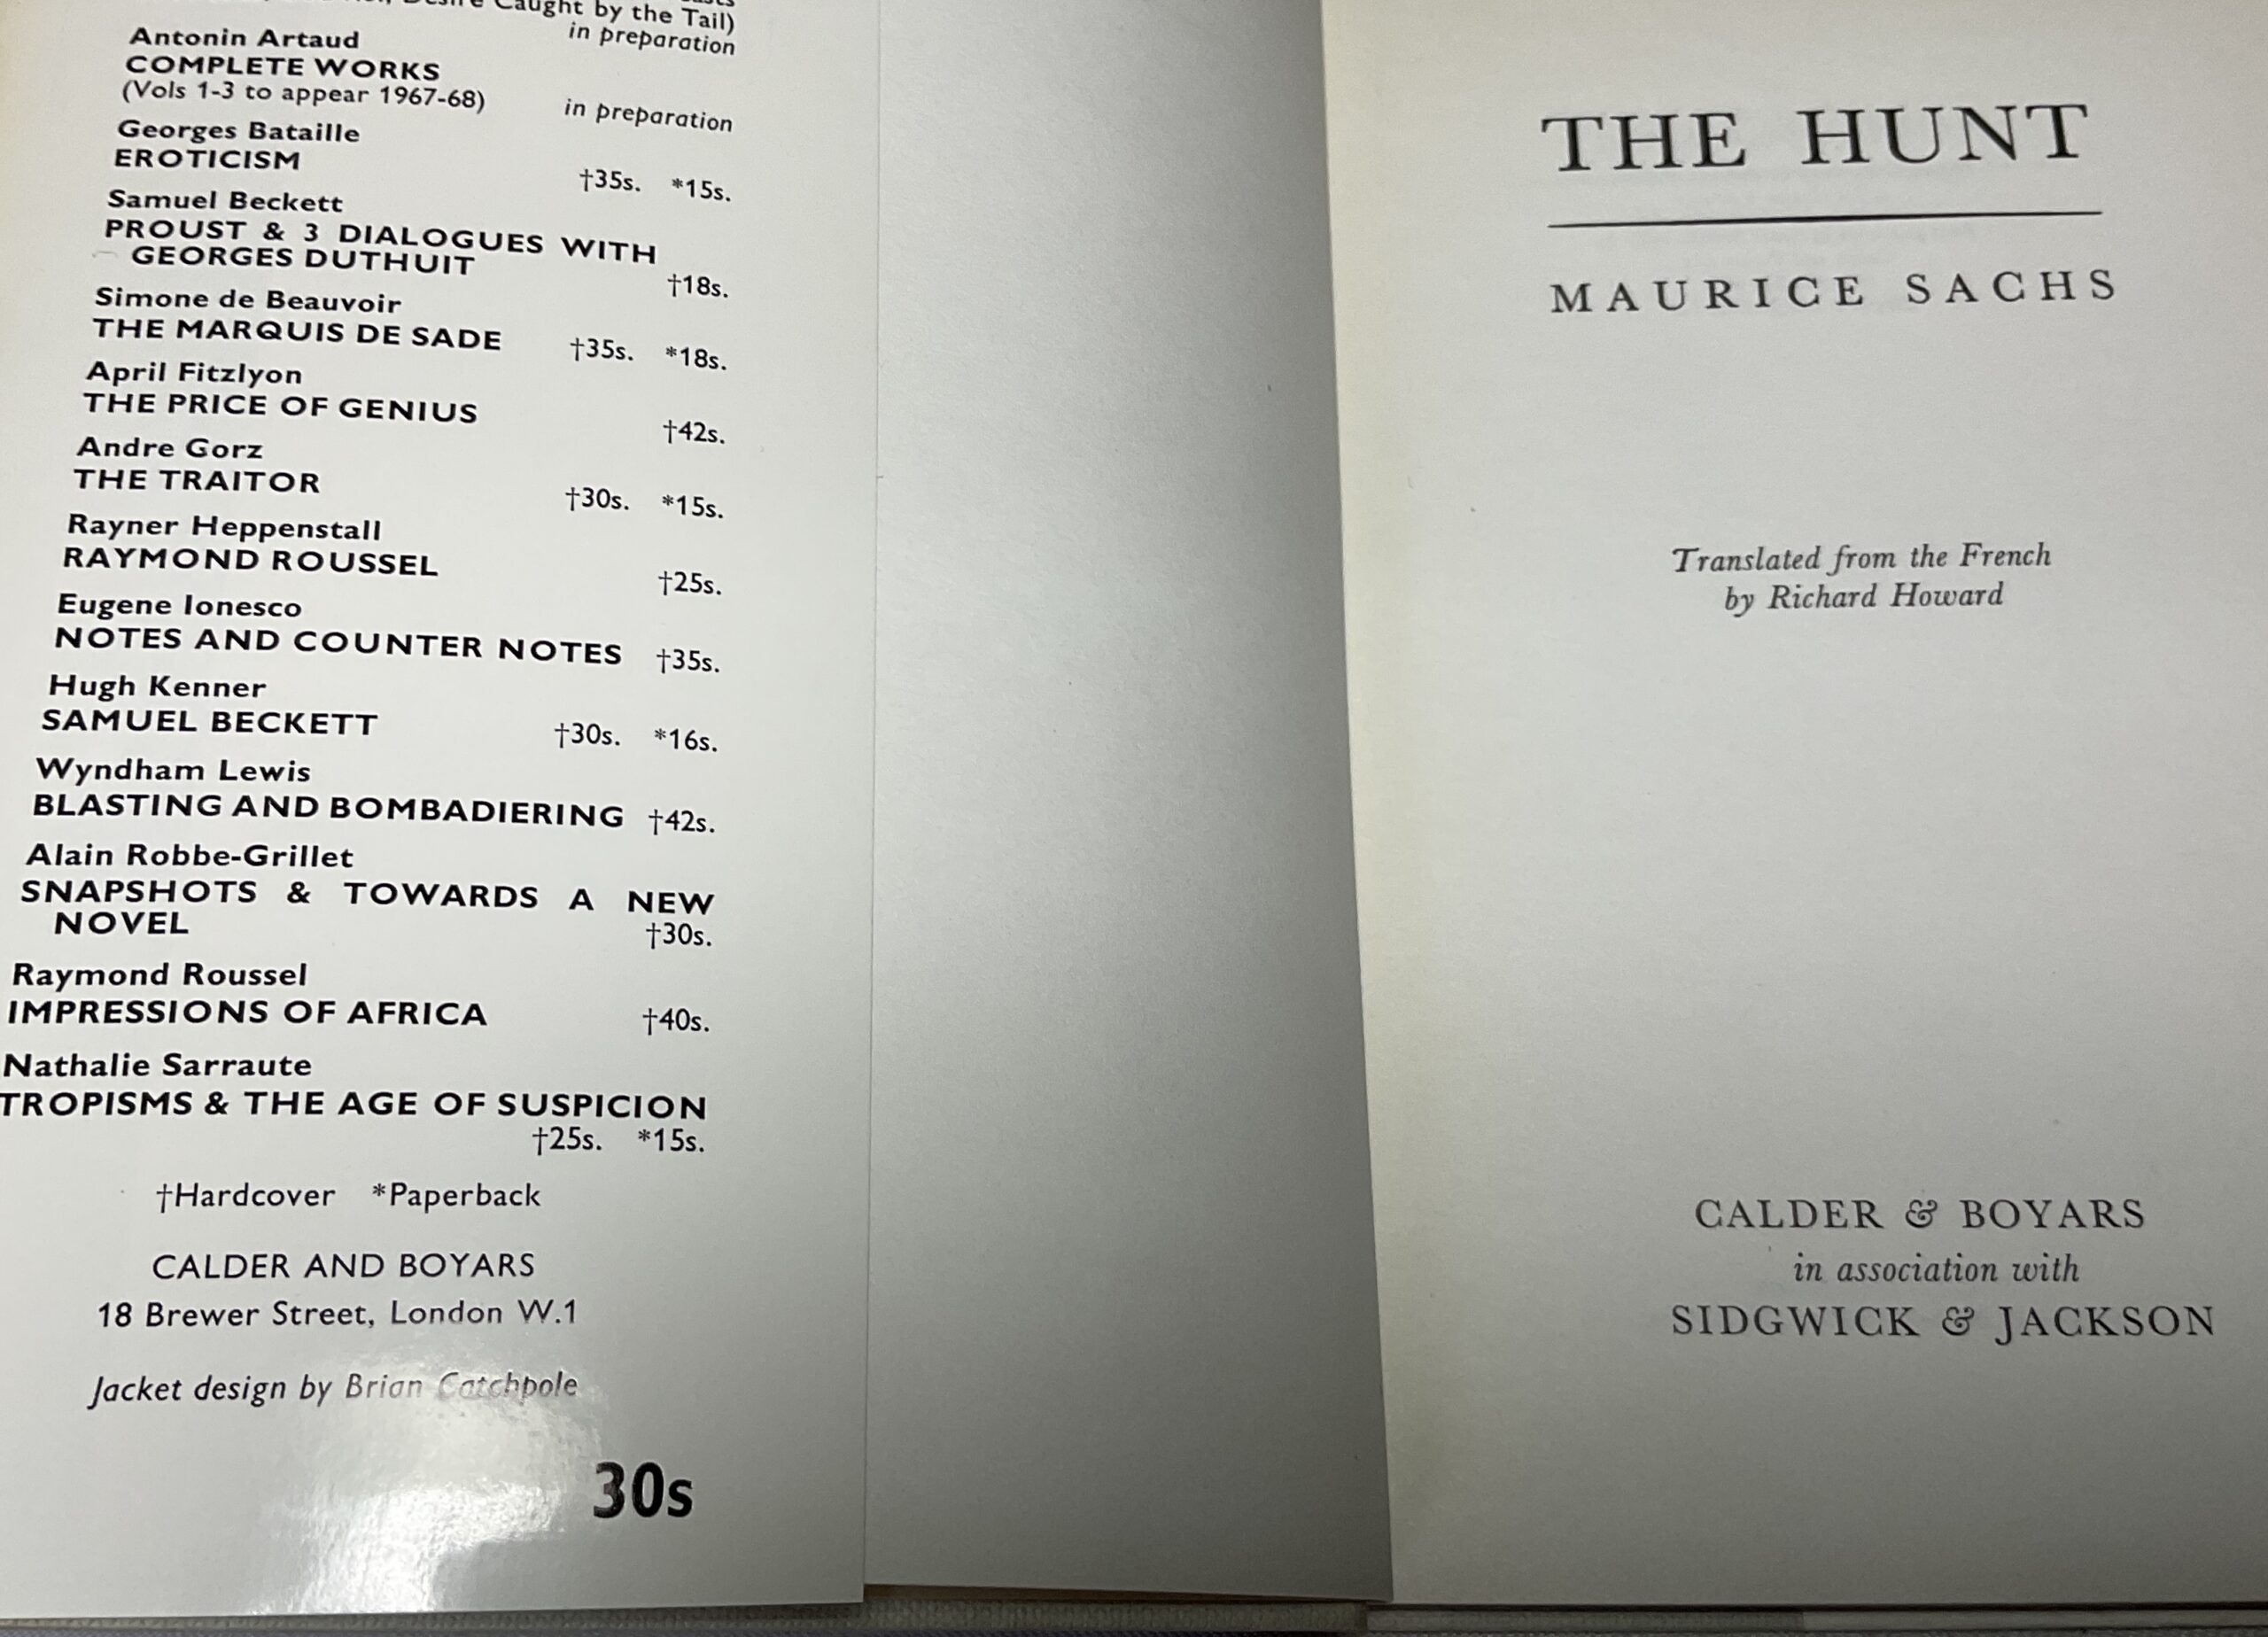 Caught by the Tail)
in preparation
Antonin Artaud
COMPLETE WORKS
(Vols 1-3 to appear 1967-68) in preparation
Georges Bataille
EROTICISM †35s. *15s.
Samuel Beckett
PROUST & 3 DIALOGUES WITH
GEORGES DUTHUIT †18s.
Simone de Beauvoir
THE MARQUIS DE SADE †35s. *18s.
April Fitzlyon
THE PRICE OF GENIUS †42s.
Andre Gorz
THE TRAITOR †30s. *15s.
Rayner Heppenstall
RAYMOND ROUSSEL †25s.
Eugene Ionesco
NOTES AND COUNTER NOTES †35s.
Hugh Kenner
SAMUEL BECKETT †30s. *16s.
Wyndham Lewis
BLASTING AND BOMBADIERING †42s.
Alain Robbe-Grillet
SNAPSHOTS & TOWARDS A NEW
NOVEL †30s.
Raymond Roussel
IMPRESSIONS OF AFRICA †40s.
Nathalie Sarraute
TROPISMS & THE AGE OF SUSPICION
†25s. *15s.
†Hardcover *Paperback
CALDER AND BOYARS
18 Brewer Street, London W.1
Jacket design by Brian Catchpole
30s
THE HUNT
MAURICE SACHS
Translated from the French
by Richard Howard
CALDER & BOYARS
in association with
SIDGWICK & JACKSON